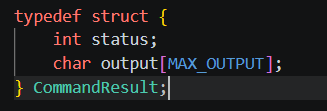 typedef struct {
    int status;
    char output[MAX_OUTPUT];
} CommandResult;